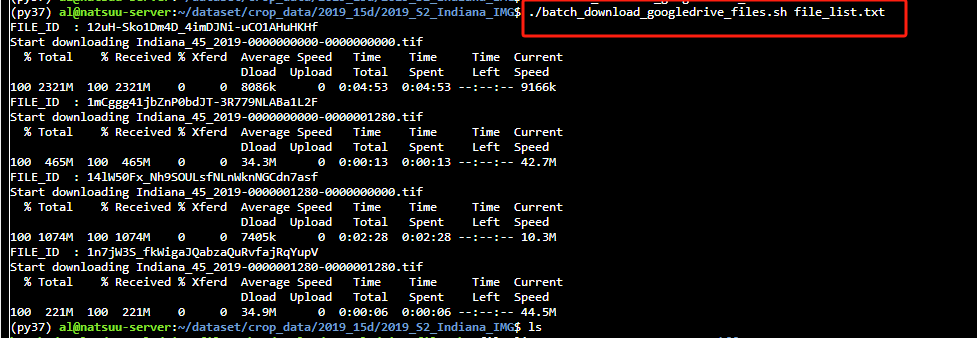 (py37) al@natsuu-server:~/dataset/crop_data/2019_15d/2019_S2_Indiana_IMG$ ./batch_download_googledrive_files.sh file_list.txt
FILE_ID  : 12uH-Sko1Dm4D_4imDJNi-uCO1AHuHKHf
Start downloading Indiana_45_2019-0000000000-0000000000.tif
% Total    % Received % Xferd  Average Speed   Time    Time     Time  Current
Dload  Upload   Total   Spent    Left  Speed
100 2321M  100 2321M    0     0  8086k      0  0:04:53  0:04:53 --:--:-- 9166k
FILE_ID  : 1mCggg41jbZnP0bdJT-3R779NLABa1L2F
Start downloading Indiana_45_2019-0000000000-0000001280.tif
% Total    % Received % Xferd  Average Speed   Time    Time     Time  Current
Dload  Upload   Total   Spent    Left  Speed
100  465M  100  465M    0     0  34.3M      0  0:00:13  0:00:13 --:--:-- 42.7M
FILE_ID  : 14lW50Fx_Nh9SOULsfNLnWknNGCdn7asf
Start downloading Indiana_45_2019-0000001280-0000000000.tif
% Total    % Received % Xferd  Average Speed   Time    Time     Time  Current
Dload  Upload   Total   Spent    Left  Speed
100 1074M  100 1074M    0     0  7405k      0  0:02:28  0:02:28 --:--:-- 10.3M
FILE_ID  : 1n7jW3S_fkWigaJQabzaQuRvfajRqYupV
Start downloading Indiana_45_2019-0000001280-0000001280.tif
% Total    % Received % Xferd  Average Speed   Time    Time     Time  Current
Dload  Upload   Total   Spent    Left  Speed
100  221M  100  221M    0     0  34.9M      0  0:00:06  0:00:06 --:--:-- 44.5M
(py37) al@natsuu-server:~/dataset/crop_data/2019_15d/2019_S2_Indiana_IMG$ ls